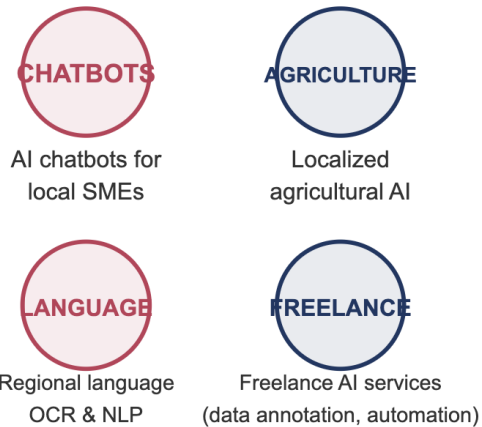 CHATBOTS
AI chatbots for
local SMEs
AGRICULTURE
Localized
agricultural AI
LANGUAGE
Regional language
OCR & NLP
FREELANCE
Freelance AI services
(data annotation, automation)